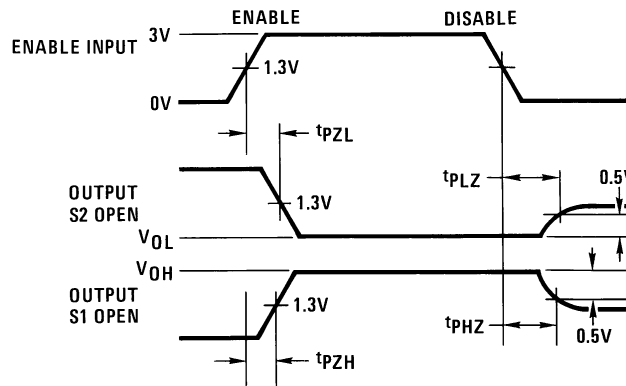 ENABLE
DISABLE
ENABLE INPUT
3V
1.3V
0V
tPZL
tPLZ
0.5V
OUTPUT
S2 OPEN
1.3V
VOL
VOH
OUTPUT
S1 OPEN
1.3V
tPHZ
0.5V
tPZH